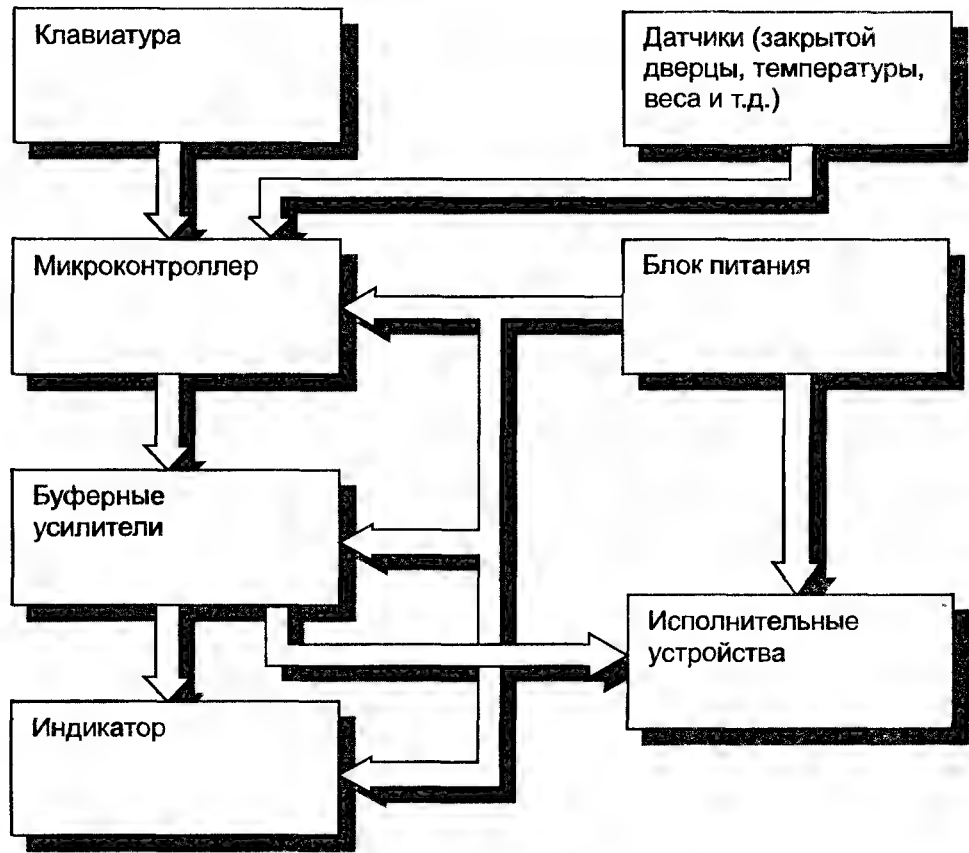 Клавиатура
Датчики (закрытой
дверцы, температуры,
веса и т.д.)
Микроконтроллер
Блок питания
Буферные
усилители
Исполнительные
устройства
Индикатор